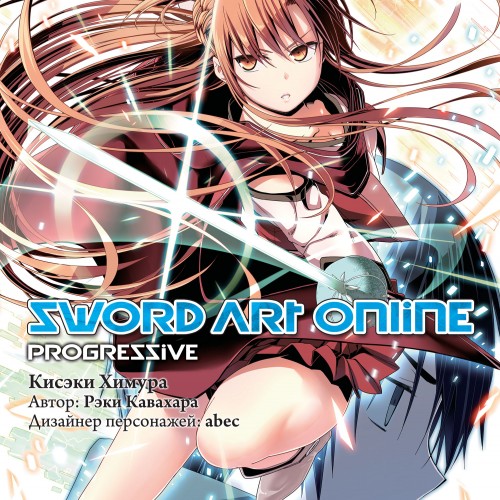 SWORD ART ONLINE
PROGRESSIVE
Кисэки Химура
Автор: Рэки Кавахара
Дизайнер персонажей: abec